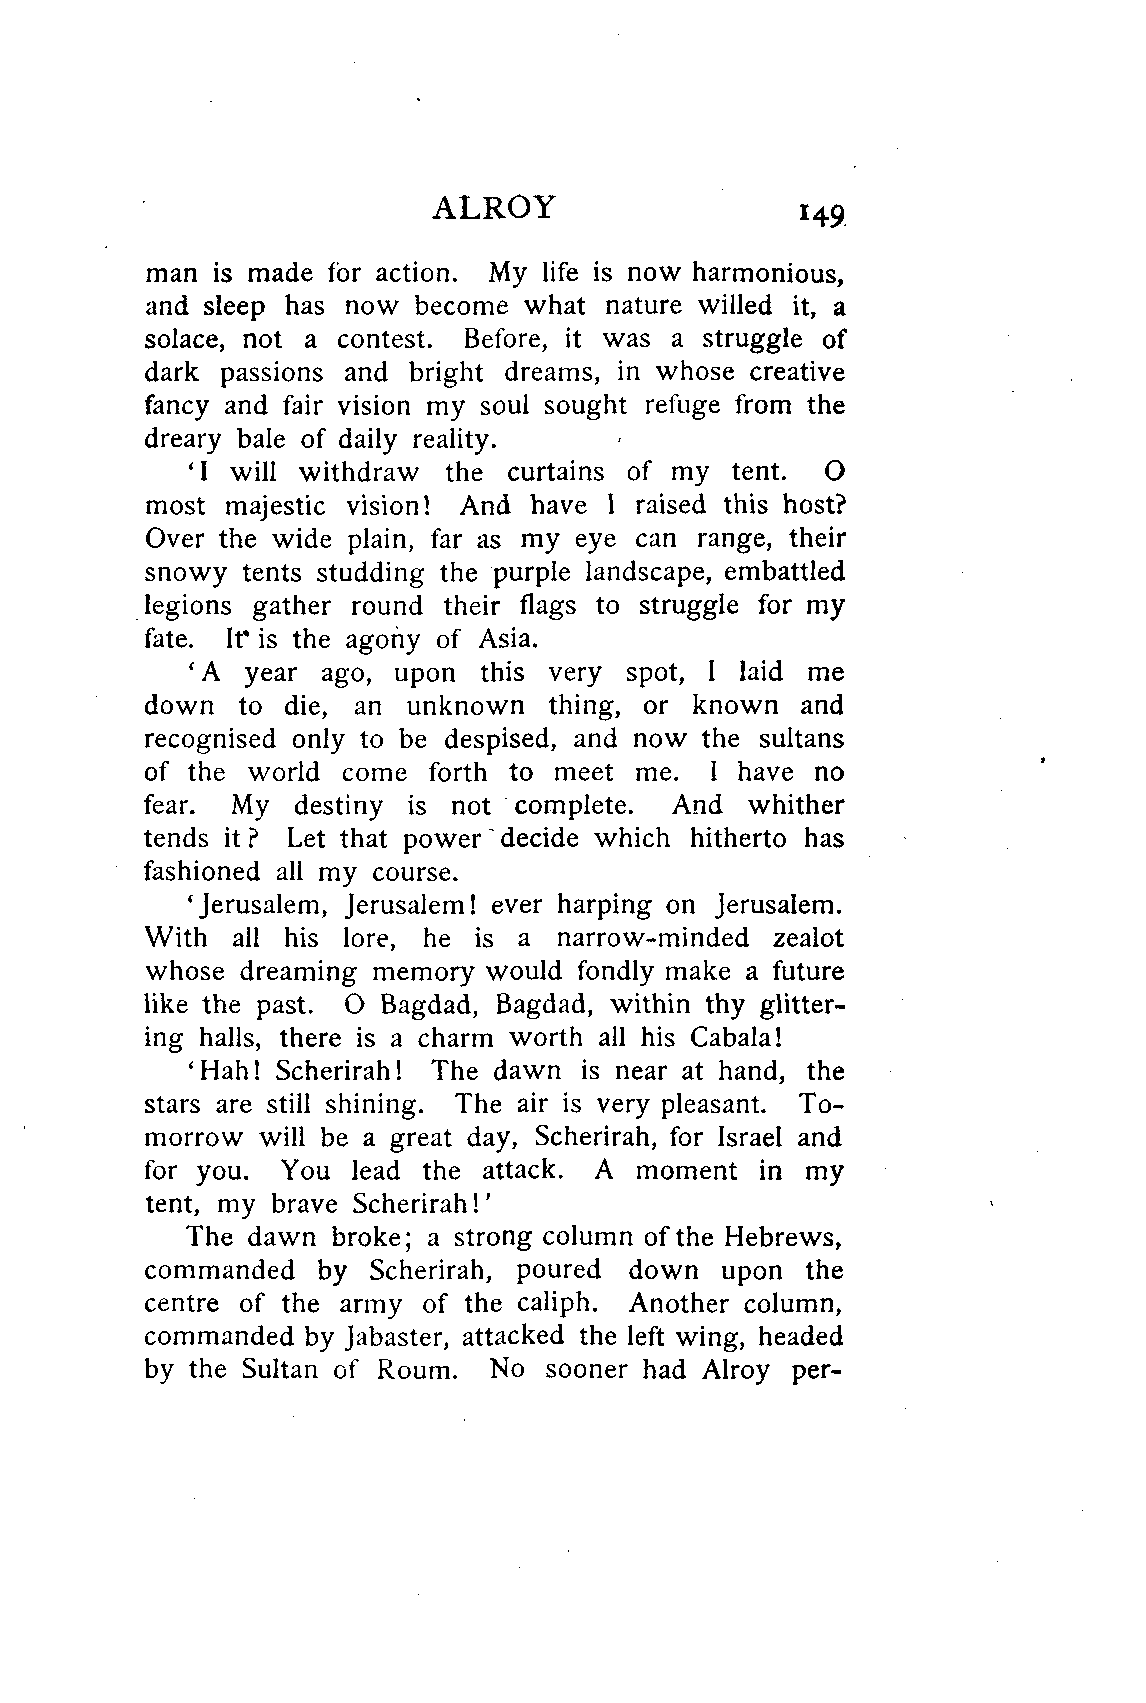 ALROY 149
man is made for action. My life is now harmonious,
and sleep has now become what nature willed it, a
solace, not a contest. Before, it was a struggle of
dark passions and bright dreams, in whose creative
fancy and fair vision my soul sought refuge from the
dreary bale of daily reality.
‘I will withdraw the curtains of my tent. O
most majestic vision! And have I raised this host?
Over the wide plain, far as my eye can range, their
snowy tents studding the purple landscape, embattled
legions gather round their flags to struggle for my
fate. It is the agony of Asia.
‘A year ago, upon this very spot, I laid me
down to die, an unknown thing, or known and
recognised only to be despised, and now the sultans
of the world come forth to meet me. I have no
fear. My destiny is not complete. And whither
tends it? Let that power decide which hitherto has
fashioned all my course.
‘Jerusalem, Jerusalem! ever harping on Jerusalem.
With all his lore, he is a narrow-minded zealot
whose dreaming memory would fondly make a future
like the past. O Bagdad, Bagdad, within thy glitter-
ing halls, there is a charm worth all his Cabala!
‘Hah! Scherirah! The dawn is near at hand, the
stars are still shining. The air is very pleasant. To-
morrow will be a great day, Scherirah, for Israel and
for you. You lead the attack. A moment in my
tent, my brave Scherirah!’
The dawn broke; a strong column of the Hebrews,
commanded by Scherirah, poured down upon the
centre of the army of the caliph. Another column,
commanded by Jabaster, attacked the left wing, headed
by the Sultan of Roum. No sooner had Alroy per-